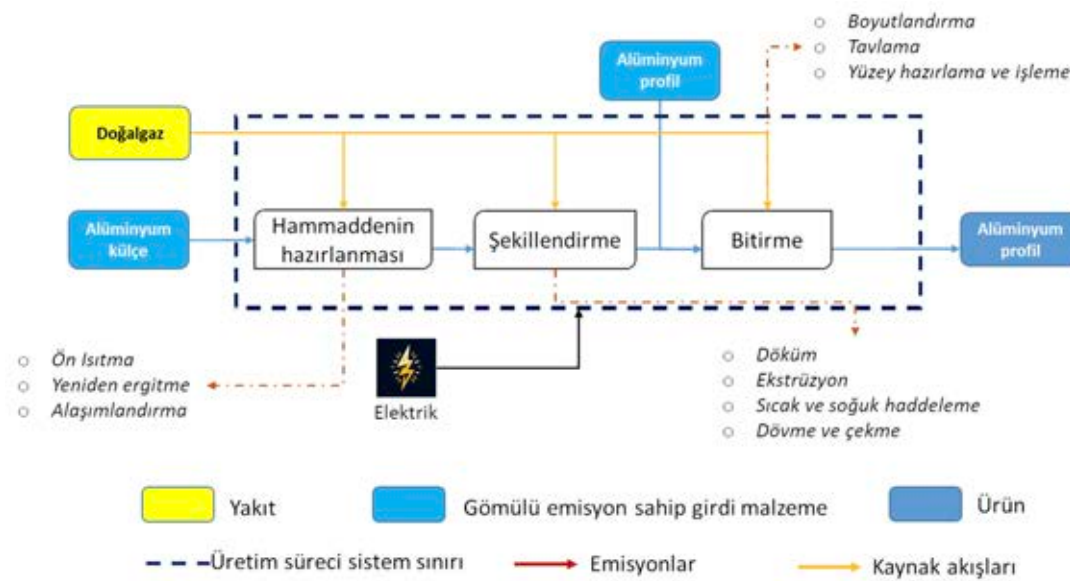 ○ Boyutlandırma
○ Tavlama
○ Yüzey hazırlama ve işleme
Alüminyum
profil
Doğalgaz
Alüminyum
külçe
Hammaddenin
hazırlanması
Şekillendirme
Bitirme
Alüminyum
profil
○ Ön Isıtma
○ Yeniden ergitme
○ Alaşımlandırma
Elektrik
○ Döküm
○ Ekstrüzyon
○ Sıcak ve soğuk haddeleme
○ Dövme ve çekme
Yakıt
Gömülü emisyon sahip girdi malzeme
Ürün
Üretim süreci sistem sınırı
Emisyonlar
Kaynak akışları